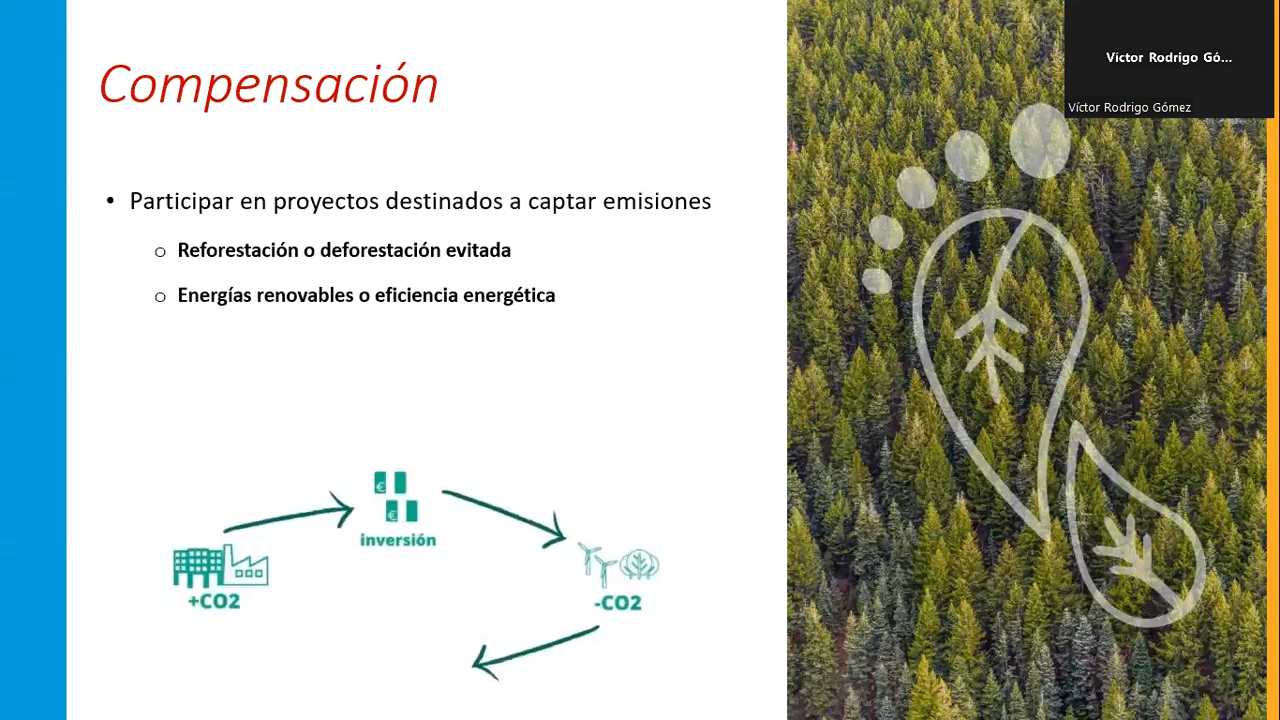 Compensación
Víctor Rodrigo Gó...
Víctor Rodrigo Gómez
• Participar en proyectos destinados a captar emisiones
o Reforestación o deforestación evitada
o Energías renovables o eficiencia energética
€
€
inversión
+CO2
-CO2